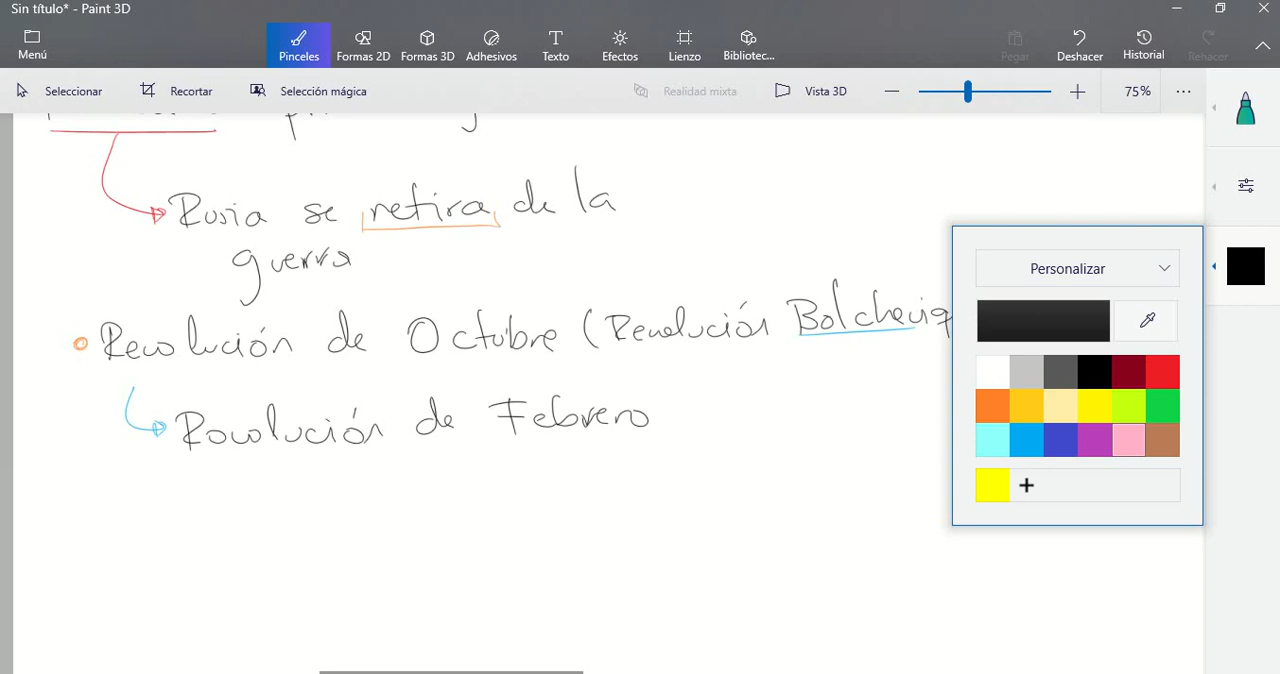 Sin título* - Paint 3D
Menú
Pinceles Formas 2D Formas 3D Adhesivos Texto Efectos Lienzo Bibliotec... Pegar Deshacer Historial Rehacer
Seleccionar Recortar Selección mágica Realidad mixta Vista 3D 75%
Rusia se retira de la
guerra
Revolución de Octubre (Revolución Bolcheviq
Revolución de Febrero
Personalizar